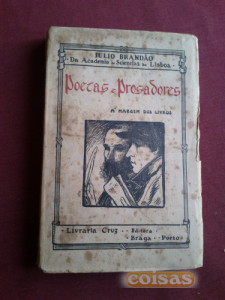 JULIO BRANDÃO
Da Academia de Sciencias de Lisboa
Poetas e Prosadores
Á MARGEM DOS LIVROS
Livraria Cruz - Editora
Braga - Porto
coisas